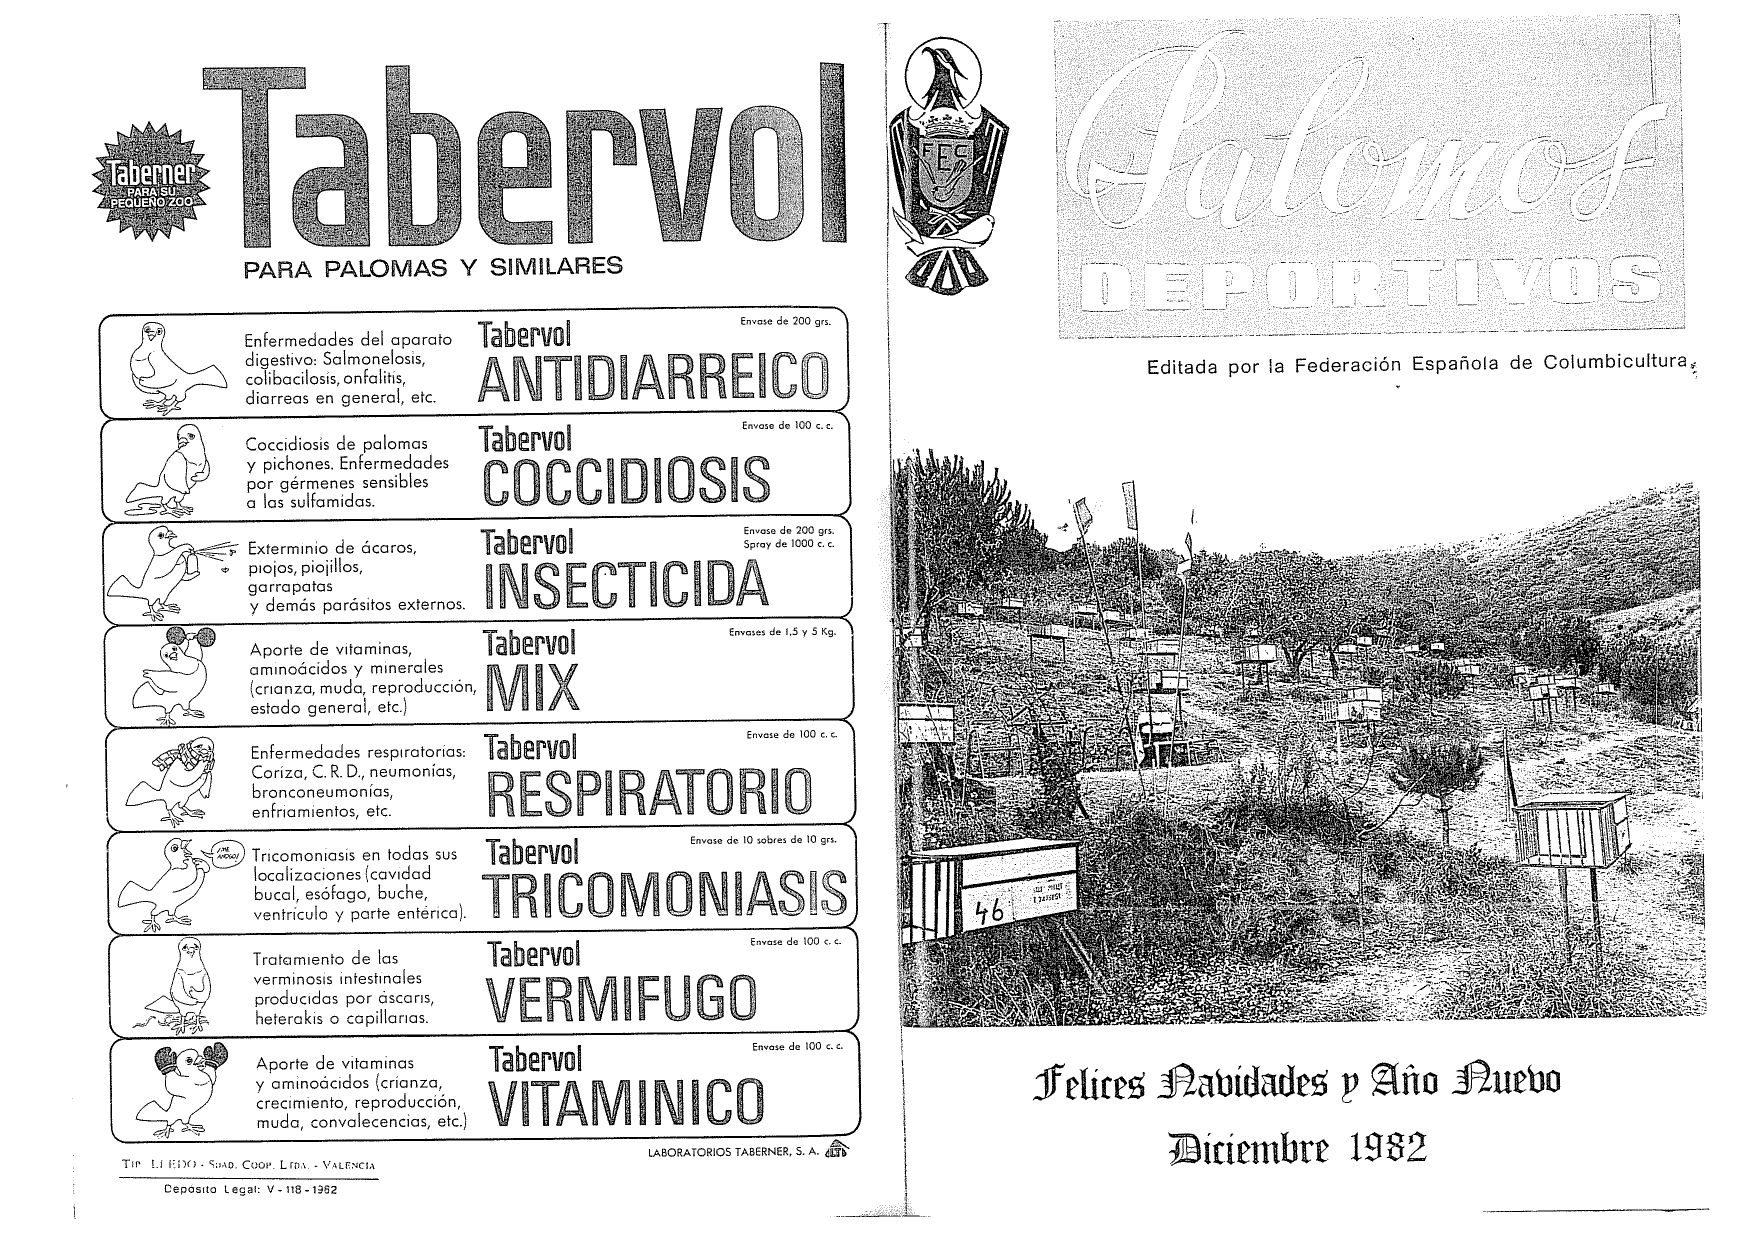 Tabervol
Taberner
PARA SU
PEQUEÑO ZOO
PARA PALOMAS Y SIMILARES
Enfermedades del aparato
digestivo: Salmonelosis,
colibacilosis, onfalitis,
diarreas en general, etc.
Tabervol
Envase de 200 grs.
ANTIDIARREICO
Coccidiosis de palomas
y pichones. Enfermedades
por gérmenes sensibles
a las sulfamidas.
Tabervol
Envase de 100 c. c.
COCCIDIOSIS
Exterminio de ácaros,
piojos, piojillos,
garrapatas
y demás parásitos externos.
Tabervol
Envase de 200 grs.
Spray de 1000 c. c.
INSECTICIDA
Aporte de vitaminas,
aminoácidos y minerales
(crianza, muda, reproducción,
estado general, etc.)
Tabervol
Envases de 1,5 y 5 Kg.
MIX
Enfermedades respiratorias:
Coriza, C. R. D., neumonías,
bronconeumonías,
enfriamientos, etc.
Tabervol
Envase de 100 c. c.
RESPIRATORIO
¡ME
AHOGO!
Tricomoniasis en todas sus
localizaciones (cavidad
bucal, esófago, buche,
ventrículo y parte entérica).
Tabervol
Envase de 10 sobres de 10 grs.
TRICOMONIASIS
Tratamiento de las
verminosis intestinales
producidas por áscaris,
heterakis o capillarias.
Tabervol
Envase de 100 c. c.
VERMIFUGO
Aporte de vitaminas
y aminoácidos (crianza,
crecimiento, reproducción,
muda, convalecencias, etc.)
Tabervol
Envase de 100 c. c.
VITAMINICO
LABORATORIOS TABERNER, S. A.
TIP. LLEDO - SDAD. COOP. LTDA. - VALENCIA
Depósito Legal: V - 118 - 1962
FEC
Palomos
DEPORTIVOS
Editada por la Federación Española de Columbicultura
46
Felices Navidades y Año Nuevo
Diciembre 1982